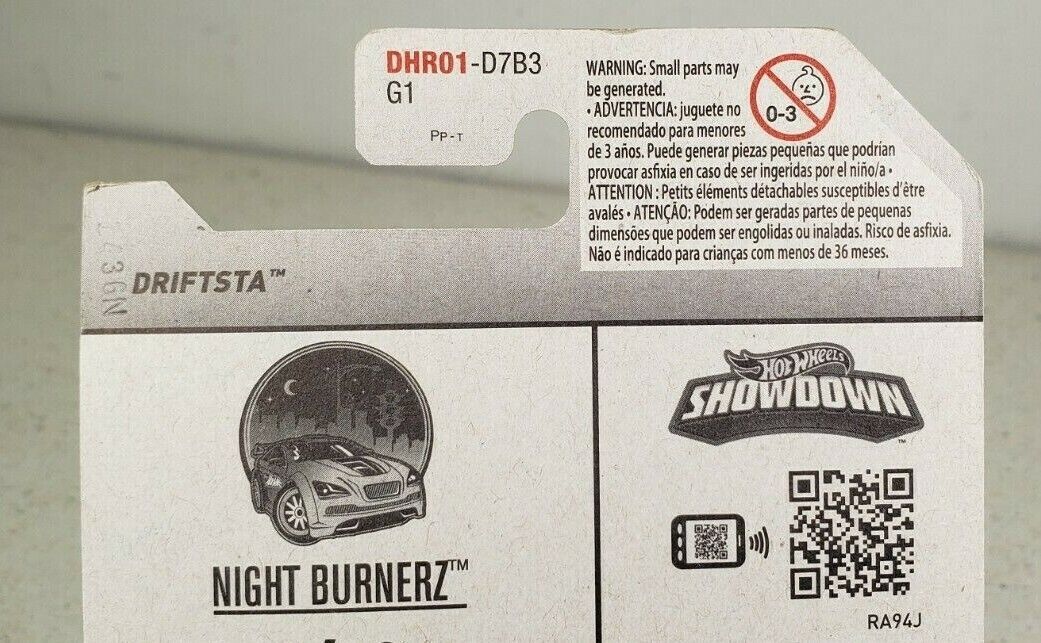 DHR01-D7B3
G1
PP-T
WARNING: Small parts may
be generated.
• ADVERTENCIA: juguete no
recomendado para menores
de 3 años. Puede generar piezas pequeñas que podrían
provocar asfixia en caso de ser ingeridas por el niño/a •
ATTENTION : Petits éléments détachables susceptibles d'être
avalés • ATENÇÃO: Podem ser geradas partes de pequenas
dimensões que podem ser engolidas ou inaladas. Risco de asfixia.
Não é indicado para crianças com menos de 36 meses.
0-3
DRIFTSTA™
NIGHT BURNERZ™
HOT WHEELS
SHOWDOWN™
RA94J